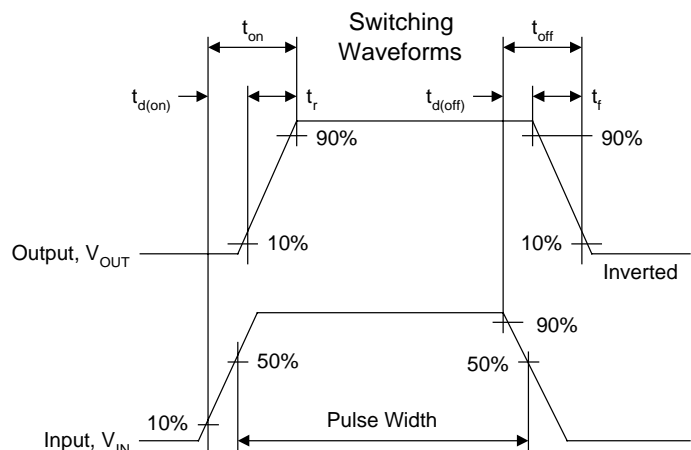 Switching
Waveforms
t_on
t_off
t_d(on)
t_r
t_d(off)
t_f
90%
90%
10%
10%
Output, V_OUT
Inverted
90%
50%
50%
10%
Pulse Width
Input, V_IN